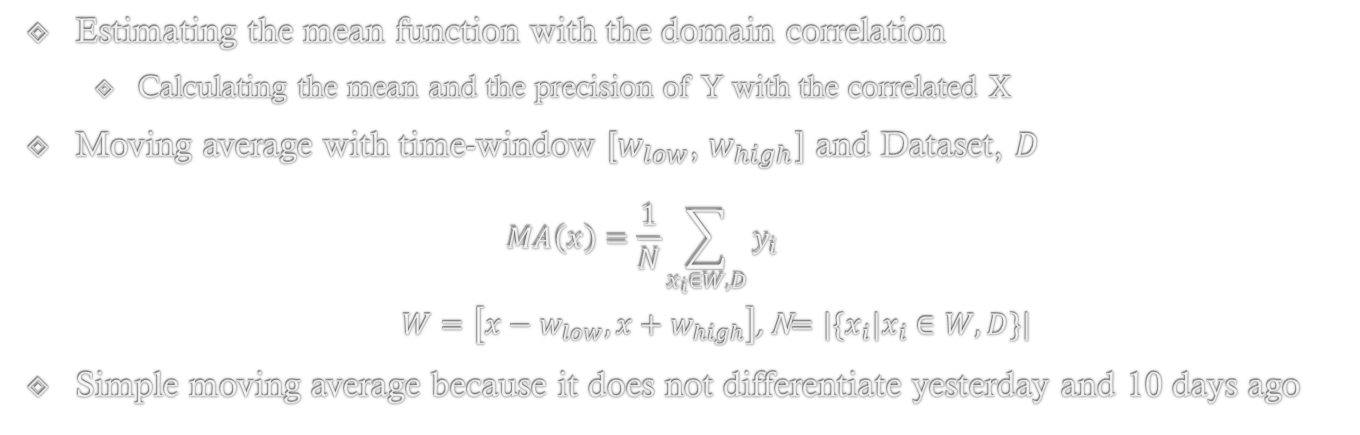 Estimating the mean function with the domain correlation
Calculating the mean and the precision of Y with the correlated X
Moving average with time-window [w_low, w_high] and Dataset, D
MA(x) = 1/N ∑_{x_i∈W,D} y_i
W = [x − w_low, x + w_high], N= |{x_i|x_i ∈ W, D}|
Simple moving average because it does not differentiate yesterday and 10 days ago